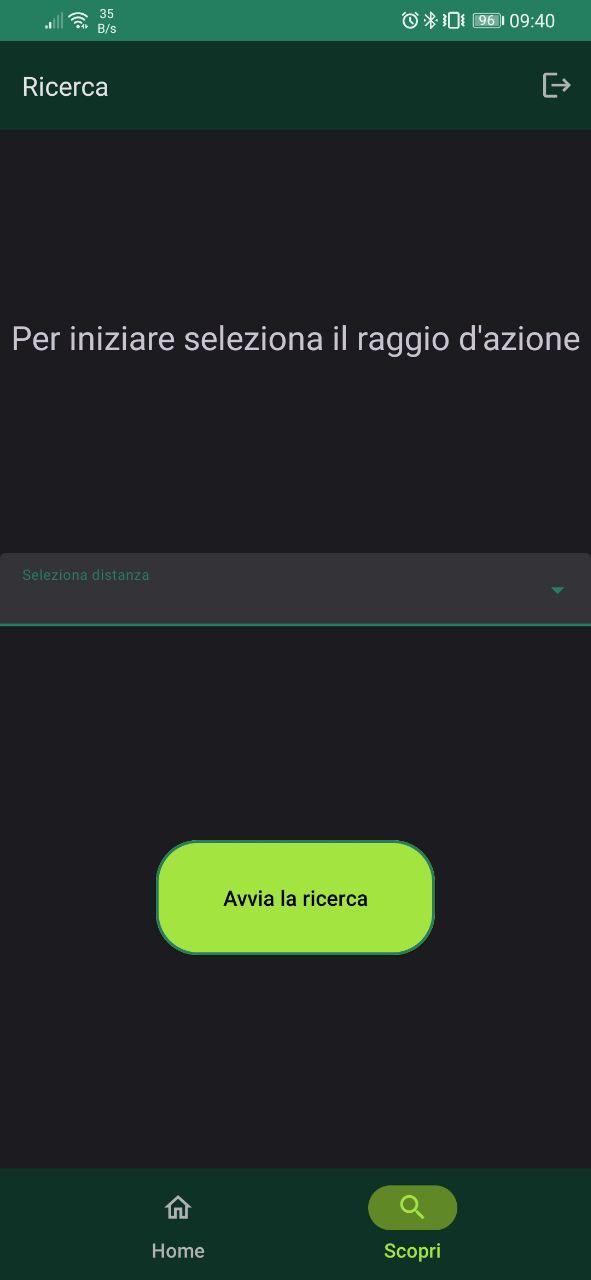 35
B/s
96
09:40
Ricerca
Per iniziare seleziona il raggio d'azione
Seleziona distanza
Avvia la ricerca
Home
Scopri